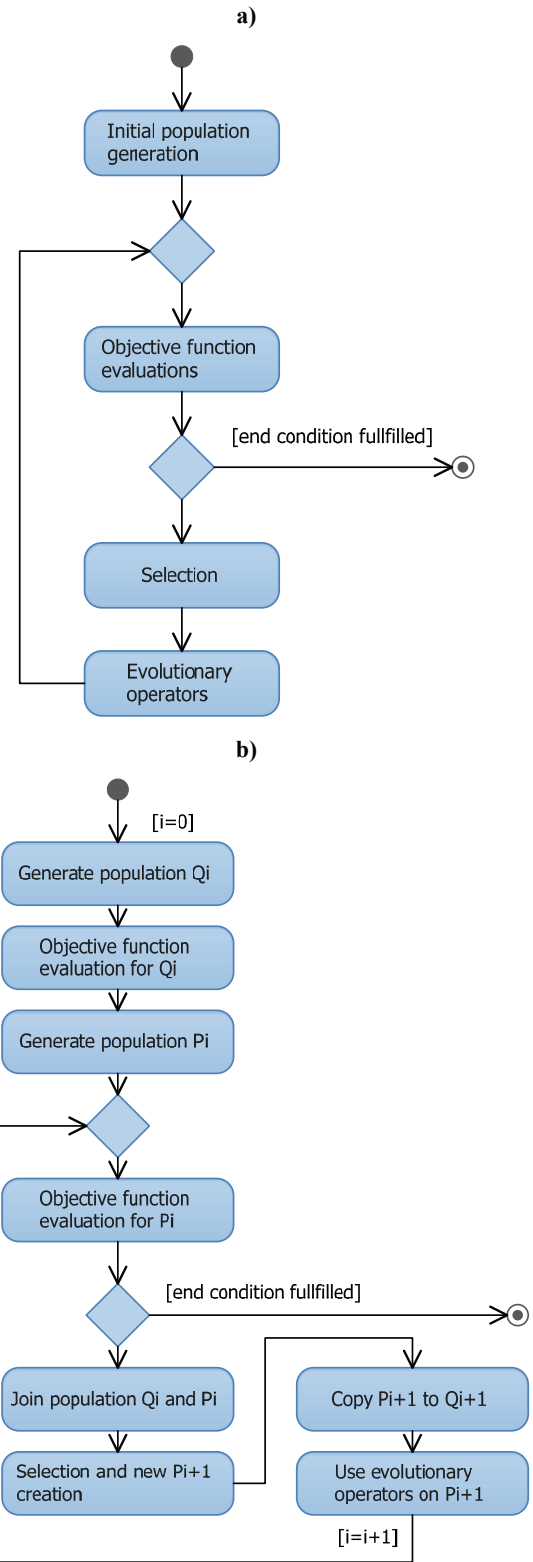 a)
Initial population
generation
Objective function
evaluations
[end condition fullfilled]
Selection
Evolutionary
operators
b)
[i=0]
Generate population Qi
Objective function
evaluation for Qi
Generate population Pi
Objective function
evaluation for Pi
[end condition fullfilled]
Join population Qi and Pi
Copy Pi+1 to Qi+1
Selection and new Pi+1
creation
Use evolutionary
operators on Pi+1
[i=i+1]